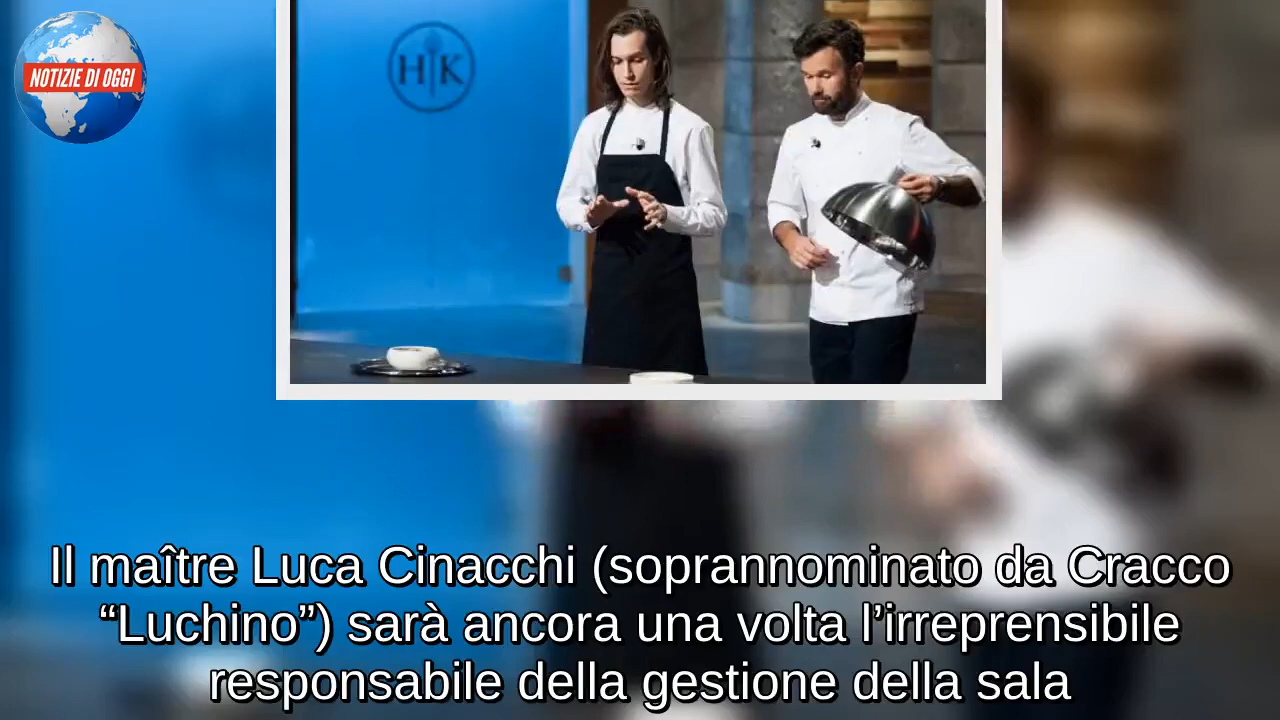 NOTIZIE DI OGGI
H K
Il maître Luca Cinacchi (soprannominato da Cracco
“Luchino”) sarà ancora una volta l’irreprensibile
responsabile della gestione della sala